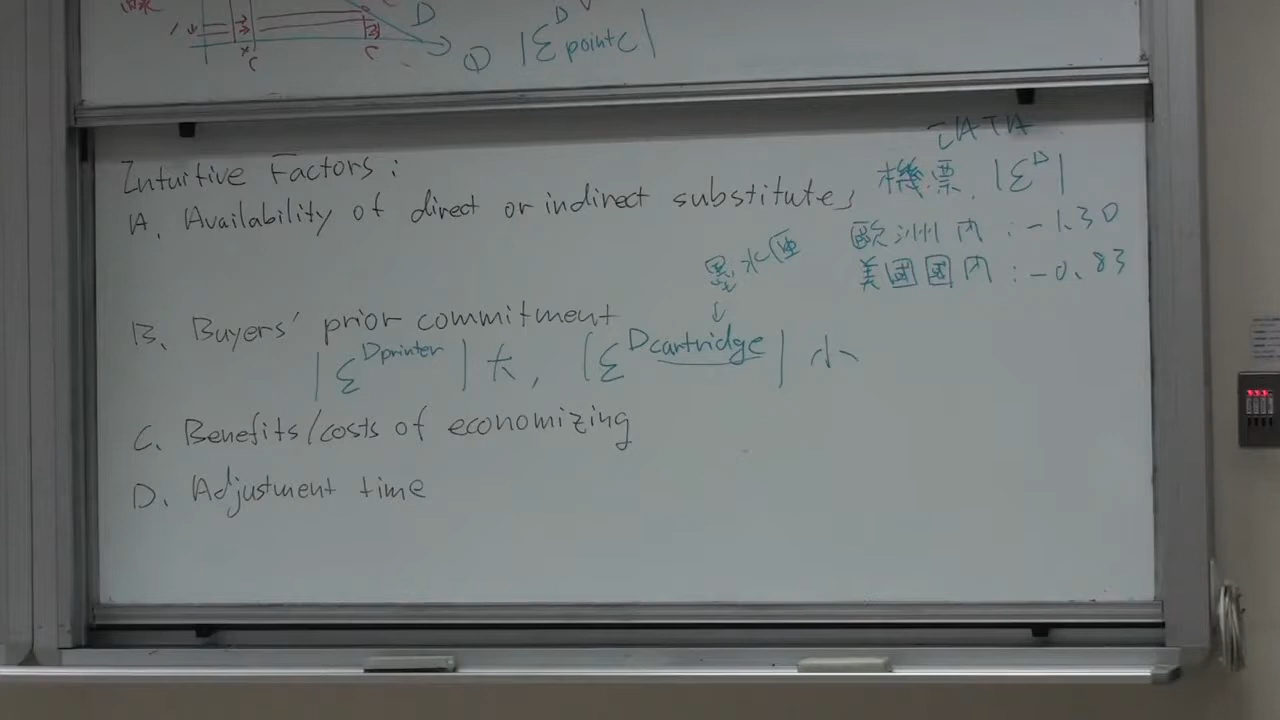 D
Q |Ɛ^D point C|
IATA
Intuitive Factors :
機票 |Ɛ^D|
A. Availability of direct or indirect substitutes
歐洲內 : -1.30
墨水匣
美國國內 : -0.83
↓
B. Buyers' prior commitment
|Ɛ^Dprinter| 大, |Ɛ^Dcartridge| 小
C. Benefits/costs of economizing
D. Adjustment time